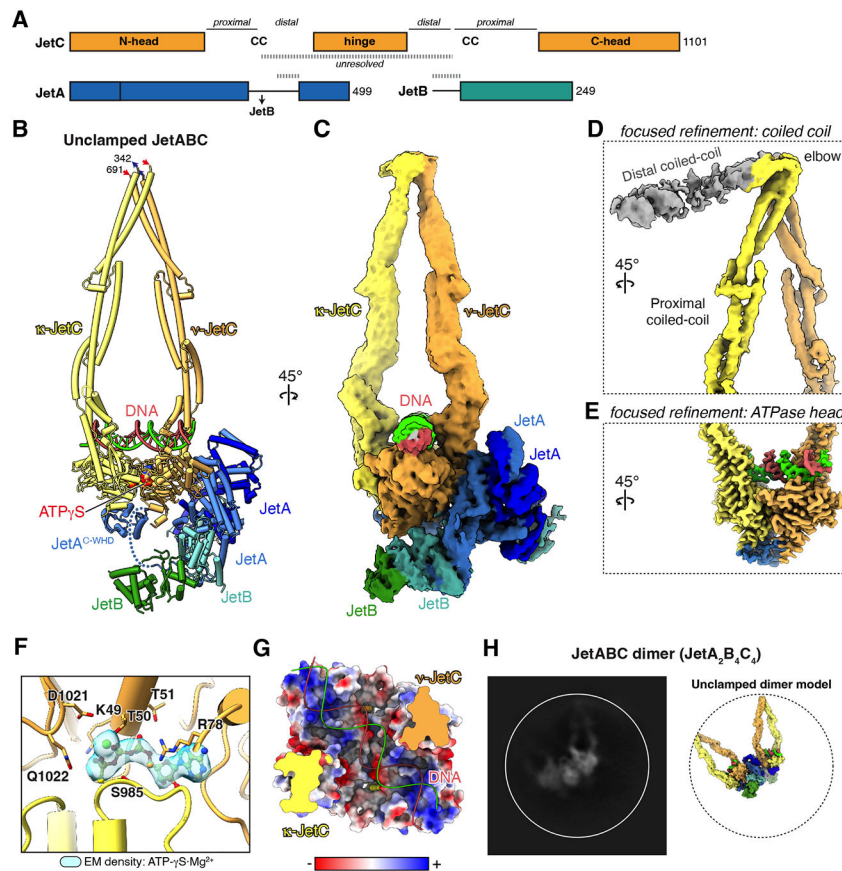 A
proximal distal distal proximal
JetC N-head CC hinge CC C-head 1101
unresolved
JetA 499 JetB 249
JetB
B
Unclamped JetABC
342
691
κ-JetC
ν-JetC
DNA
ATPγS
JetA
JetA^C-WHD
JetA
JetB
JetB
45°
C
κ-JetC
ν-JetC
DNA
JetA
JetA
JetB
JetB
D
focused refinement: coiled coil
Distal coiled-coil
elbow
45°
Proximal
coiled-coil
E
focused refinement: ATPase head
45°
F
D1021
K49
T51
T50
R78
Q1022
S985
EM density: ATP-γS·Mg²⁺
G
ν-JetC
DNA
κ-JetC
- +
H
JetABC dimer (JetA₂B₄C₄)
Unclamped dimer model